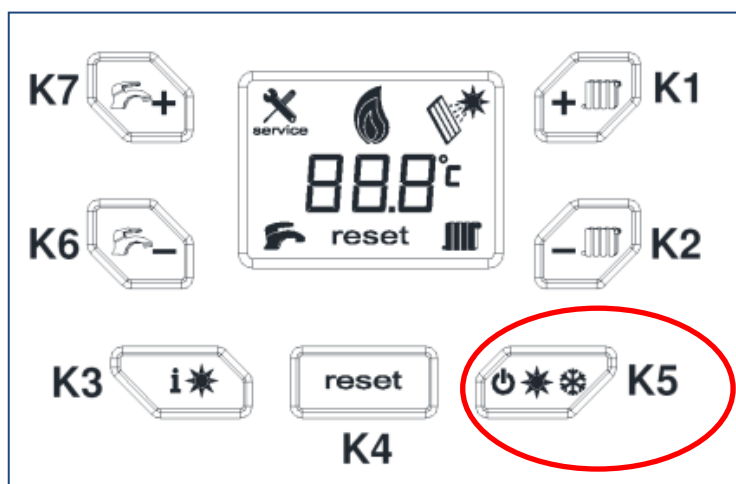 K7 + service + K1
88.8°c
K6 − reset − K2
K3 i reset K5
K4